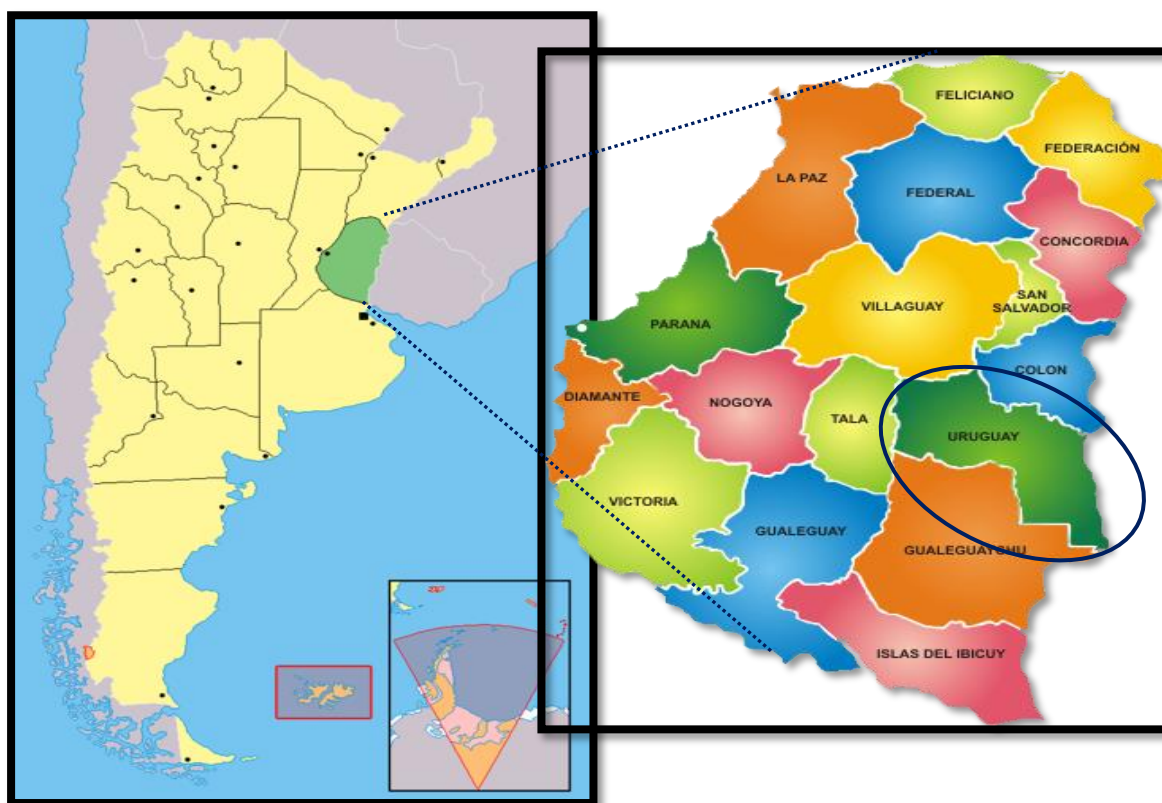 FELICIANO
FEDERACIÓN
LA PAZ
FEDERAL
CONCORDIA
SAN
SALVADOR
VILLAGUAY
PARANA
COLON
DIAMANTE
NOGOYA
TALA
URUGUAY
VICTORIA
GUALEGUAY
GUALEGUAYCHU
ISLAS DEL IBICUY